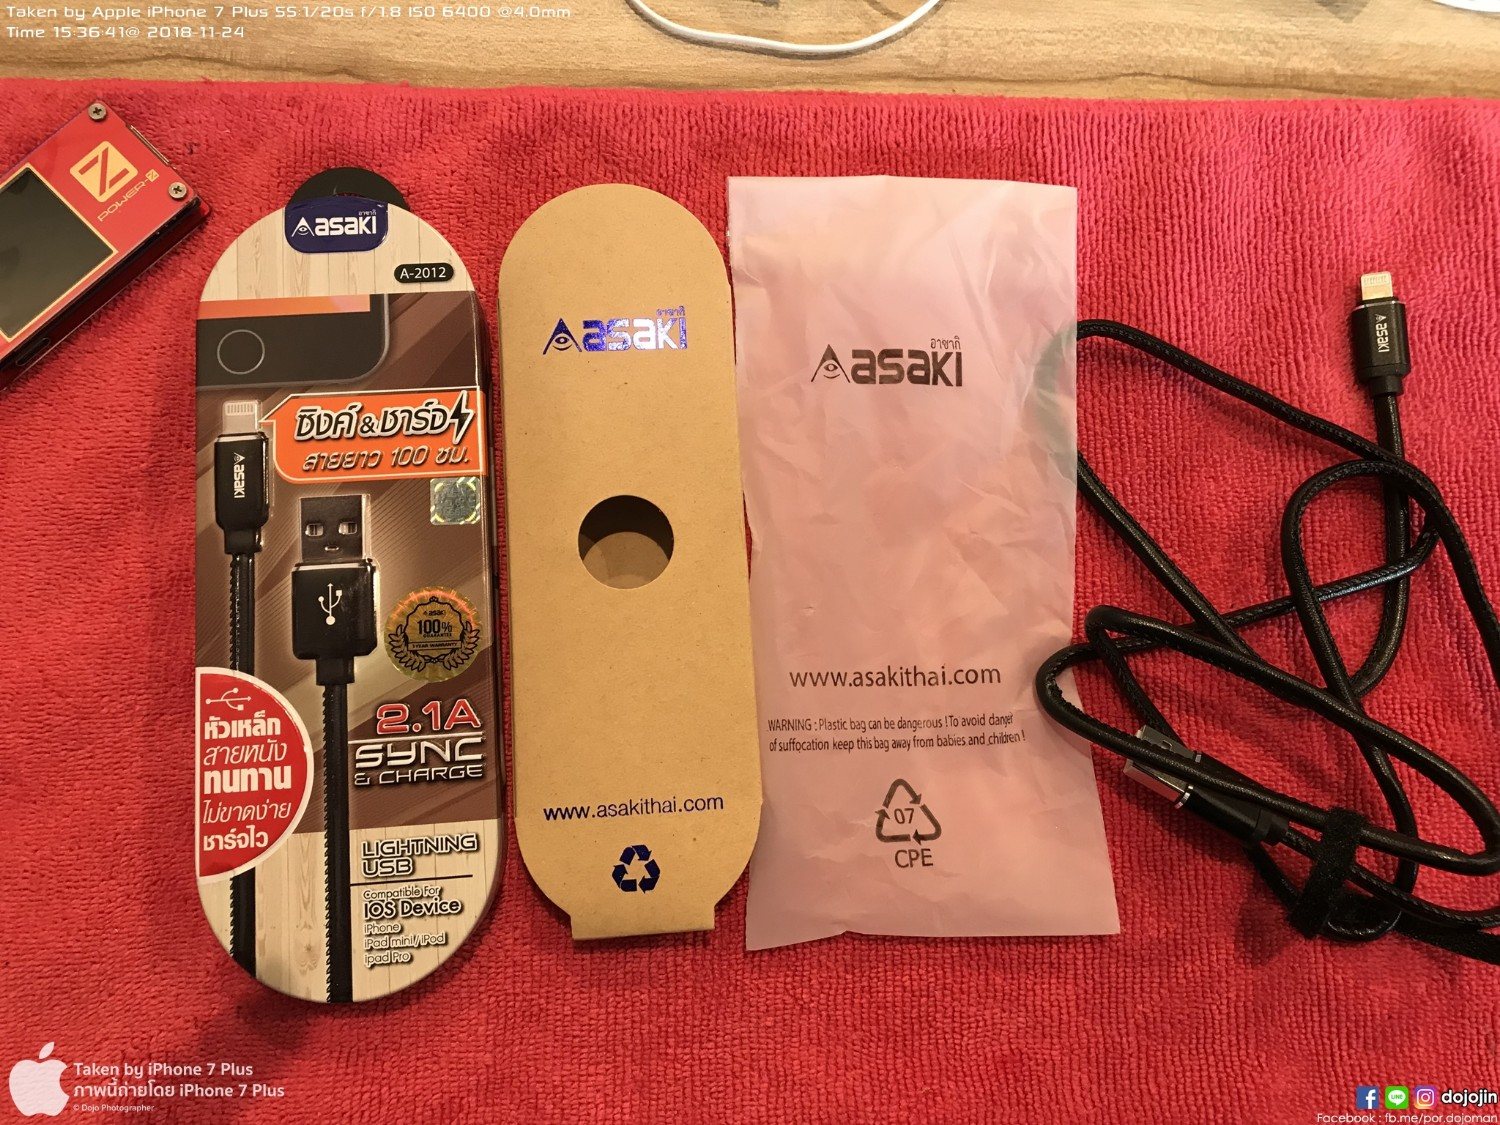 Taken by Apple iPhone 7 Plus S5:1/20s f/1.8 ISO 6400 @4.0mm
Time 15:36:41@ 2018-11-24
Z
POWER-Z
อาซากิ
asaki
A-2012
ซิงค์ & ชาร์จ
สายยาว 100 ซม.
asaki
asaki
100%
GUARANTEE
1-YEAR WARRANTY
2.1A
SYNC
& CHARGE
หัวเหล็ก
สายหนัง
ทนทาน
ไม่ขาดง่าย
ชาร์จไว
LIGHTNING
USB
Compatible For
IOS Device
iPhone
iPad mini/iPod
ipad Pro
อาซากิ
asaki
www.asakithai.com
อาซากิ
asaki
www.asakithai.com
WARNING : Plastic bag can be dangerous ! To avoid danger
of suffocation keep this bag away from babies and children !
07
CPE
asaki
Taken by iPhone 7 Plus
ภาพนี้ถ่ายโดย iPhone 7 Plus
© Dojo Photographer
dojojin
Facebook : fb.me/por.dojoman